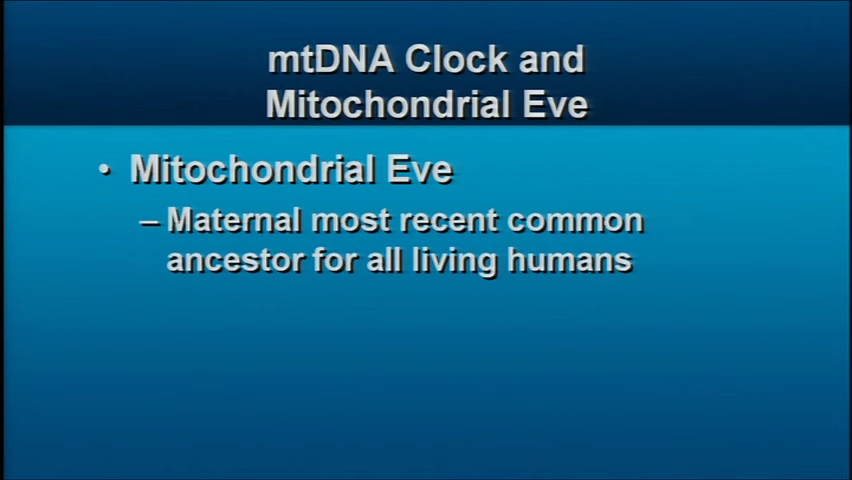 mtDNA Clock and
Mitochondrial Eve
• Mitochondrial Eve
– Maternal most recent common
ancestor for all living humans